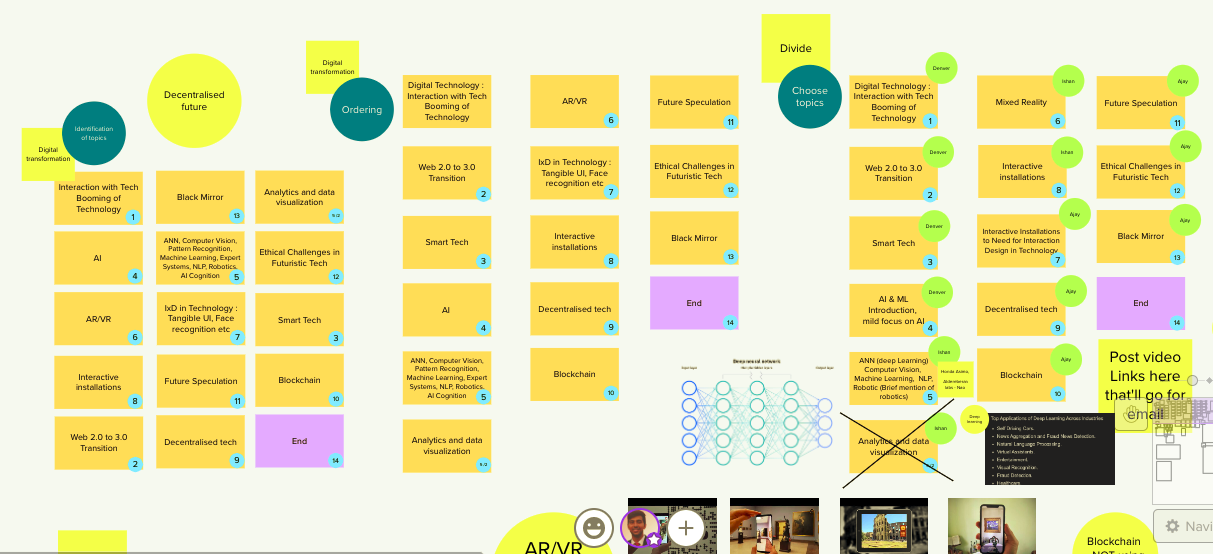 Digital
transformation
Identification
of topics
Decentralised
future
Interaction with Tech
Booming of
Technology
1
Black Mirror
13
Analytics and data
visualization
AI
4
ANN, Computer Vision,
Pattern Recognition,
Machine Learning, Expert
Systems, NLP, Robotics.
AI Cognition
5
Ethical Challenges in
Futuristic Tech
12
AR/VR
6
IxD in Technology :
Tangible UI, Face
recognition etc
7
Smart Tech
3
Interactive
installations
8
Future Speculation
11
Blockchain
10
Web 2.0 to 3.0
Transition
2
Decentralised tech
9
End
14
Digital
transformation
Ordering
Digital Technology :
Interaction with Tech
Booming of
Technology
AR/VR
6
Future Speculation
11
Web 2.0 to 3.0
Transition
2
IxD in Technology :
Tangible UI, Face
recognition etc
7
Ethical Challenges in
Futuristic Tech
12
Smart Tech
3
Interactive
installations
8
Black Mirror
13
AI
4
Decentralised tech
9
End
14
ANN, Computer Vision,
Pattern Recognition,
Machine Learning, Expert
Systems, NLP, Robotics.
AI Cognition
5
Blockchain
10
Analytics and data
visualization
Deep neural network
Divide
Choose
topics
Digital Technology :
Interaction with Tech
Booming of
Technology
1
Denver
Mixed Reality
6
Ishan
Future Speculation
11
Ajay
Web 2.0 to 3.0
Transition
2
Denver
Interactive
installations
8
Ishan
Ethical Challenges in
Futuristic Tech
12
Ajay
Smart Tech
3
Denver
Interactive Installations
to Need for Interaction
Design in Technology
7
Ajay
Black Mirror
13
Ajay
AI & ML
Introduction,
mild focus on AI
4
Denver
Decentralised tech
9
Ajay
End
14
ANN (deep Learning)
Computer Vision,
Machine Learning, NLP,
Robotic (Brief mention of
robotics)
5
Ishan
Blockchain
10
Ajay
Post video
Links here
that'll go for
email
Analytics and data
visualization
Ishan
Deep
learning
Top Applications of Deep Learning Across Industries
Self Driving Cars.
News Aggregation and Fraud News Detection.
Natural Language Processing.
Virtual Assistants.
Entertainment.
Visual Recognition.
Fraud Detection.
Healthcare.
AR/VR
Blockchain
Navi